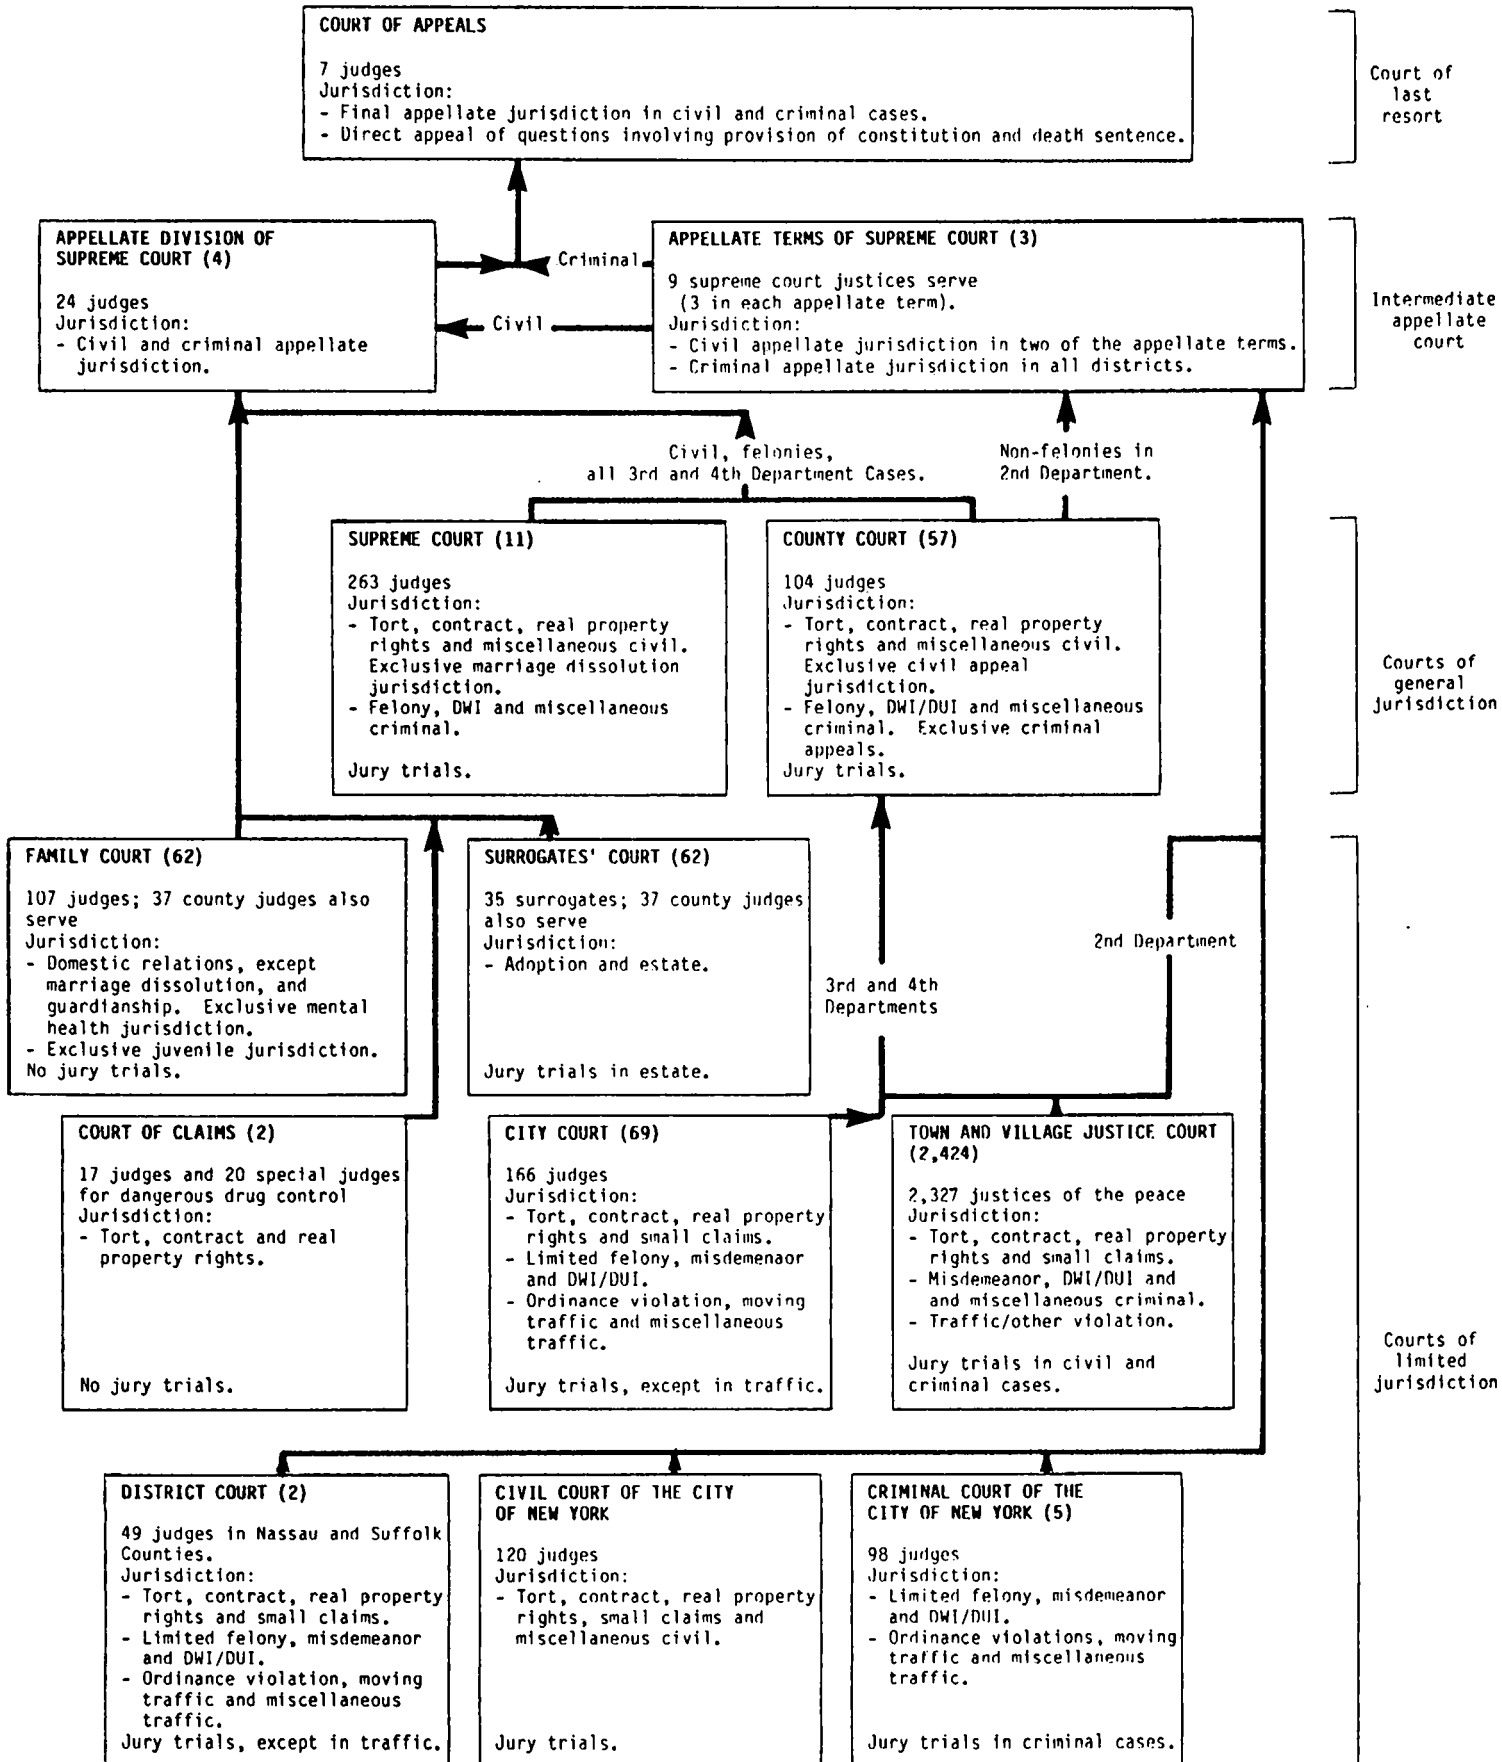 COURT OF APPEALS
7 judges
Jurisdiction:
- Final appellate jurisdiction in civil and criminal cases.
- Direct appeal of questions involving provision of constitution and death sentence.
Court of
last
resort
APPELLATE DIVISION OF
SUPREME COURT (4)
24 judges
Jurisdiction:
- Civil and criminal appellate
jurisdiction.
Criminal
Civil
APPELLATE TERMS OF SUPREME COURT (3)
9 supreme court justices serve
(3 in each appellate term).
Jurisdiction:
- Civil appellate jurisdiction in two of the appellate terms.
- Criminal appellate jurisdiction in all districts.
Intermediate
appellate
court
Civil, felonies,
all 3rd and 4th Department Cases.
Non-felonies in
2nd Department.
SUPREME COURT (11)
263 judges
Jurisdiction:
- Tort, contract, real property
rights and miscellaneous civil.
Exclusive marriage dissolution
jurisdiction.
- Felony, DWI and miscellaneous
criminal.
Jury trials.
COUNTY COURT (57)
104 judges
Jurisdiction:
- Tort, contract, real property
rights and miscellaneous civil.
Exclusive civil appeal
jurisdiction.
- Felony, DWI/DUI and miscellaneous
criminal. Exclusive criminal
appeals.
Jury trials.
Courts of
general
jurisdiction
FAMILY COURT (62)
107 judges; 37 county judges also
serve
Jurisdiction:
- Domestic relations, except
marriage dissolution, and
guardianship. Exclusive mental
health jurisdiction.
- Exclusive juvenile jurisdiction.
No jury trials.
SURROGATES' COURT (62)
35 surrogates; 37 county judges
also serve
Jurisdiction:
- Adoption and estate.
Jury trials in estate.
3rd and 4th
Departments
2nd Department
COURT OF CLAIMS (2)
17 judges and 20 special judges
for dangerous drug control
Jurisdiction:
- Tort, contract and real
property rights.
No jury trials.
CITY COURT (69)
166 judges
Jurisdiction:
- Tort, contract, real property
rights and small claims.
- Limited felony, misdemenaor
and DWI/DUI.
- Ordinance violation, moving
traffic and miscellaneous
traffic.
Jury trials, except in traffic.
TOWN AND VILLAGE JUSTICE COURT
(2,424)
2,327 justices of the peace
Jurisdiction:
- Tort, contract, real property
rights and small claims.
- Misdemeanor, DWI/DUI and
and miscellaneous criminal.
- Traffic/other violation.
Jury trials in civil and
criminal cases.
Courts of
limited
jurisdiction
DISTRICT COURT (2)
49 judges in Nassau and Suffolk
Counties.
Jurisdiction:
- Tort, contract, real property
rights and small claims.
- Limited felony, misdemeanor
and DWI/DUI.
- Ordinance violation, moving
traffic and miscellaneous
traffic.
Jury trials, except in traffic.
CIVIL COURT OF THE CITY
OF NEW YORK
120 judges
Jurisdiction:
- Tort, contract, real property
rights, small claims and
miscellaneous civil.
Jury trials.
CRIMINAL COURT OF THE
CITY OF NEW YORK (5)
98 judges
Jurisdiction:
- Limited felony, misdemeanor
and DWI/DUI.
- Ordinance violations, moving
traffic and miscellaneous
traffic.
Jury trials in criminal cases.